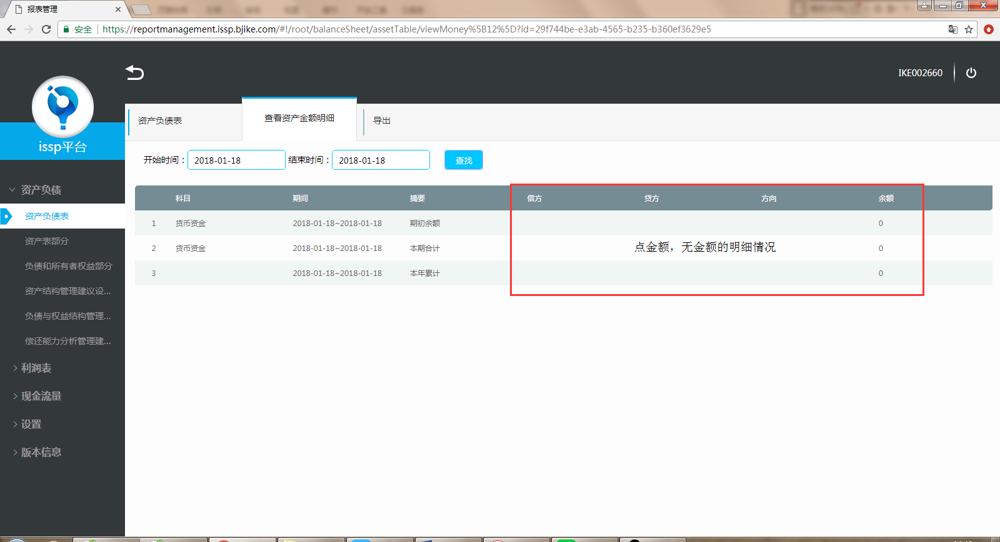 报表管理
安全 https://reportmanagement.issp.bjike.com/#!/root/balanceSheet/assetTable/viewMoney%5B12%5D?id=29f744be-e3ab-4565-b235-b360ef3629e5
IKE002660
issp平台
资产负债表 查看资产金额明细 导出
开始时间： 2018-01-18 结束时间： 2018-01-18 查找
资产负债
资产负债表
资产表部分
负债和所有者权益部分
资产结构管理建议设...
负债与权益结构管理...
偿还能力分析管理建...
利润表
现金流量
设置
版本信息
科目 期间 摘要 借方 贷方 方向 余额
1 货币资金 2018-01-18~2018-01-18 期初余额 0
2 货币资金 2018-01-18~2018-01-18 本期合计 0
点金额，无金额的明细情况
3 2018-01-18~2018-01-18 本年累计 0